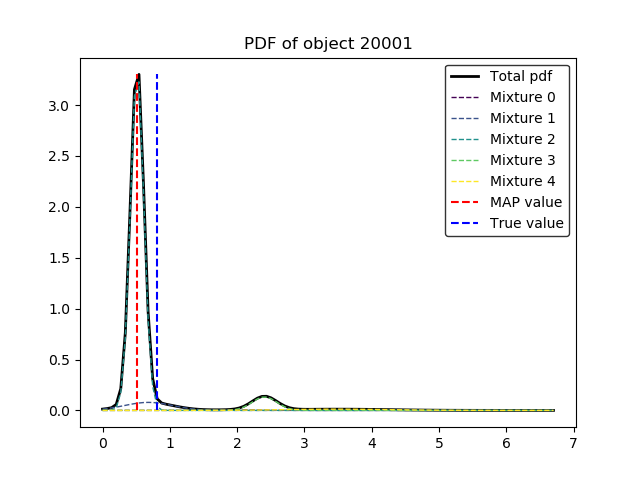 PDF of object 20001
Total pdf
Mixture 0
Mixture 1
Mixture 2
Mixture 3
Mixture 4
MAP value
True value
3.0
2.5
2.0
1.5
1.0
0.5
0.0
0 1 2 3 4 5 6 7